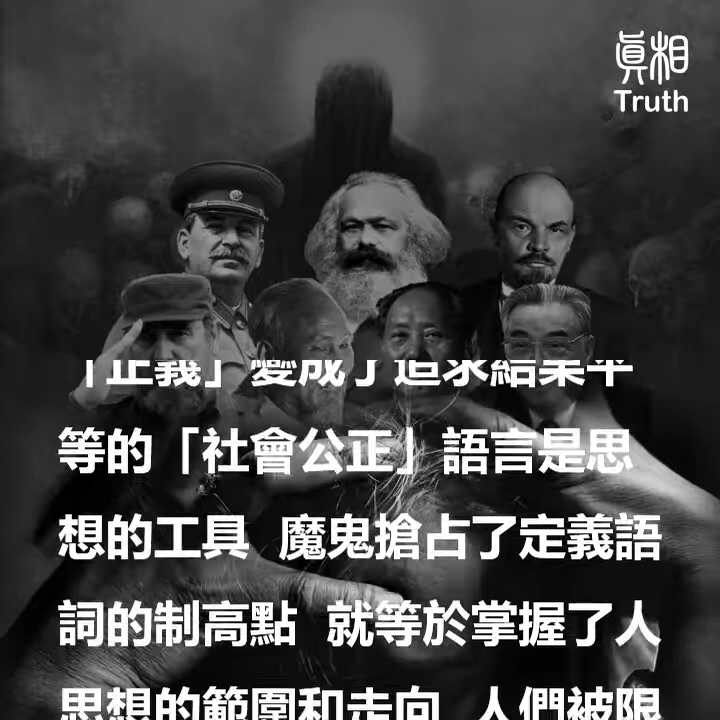 眞相
Truth
「正義」變成了追求結果平
等的「社會公正」語言是思
想的工具 魔鬼搶占了定義語
詞的制高點 就等於掌握了人
思想的範圍和走向 人們被限